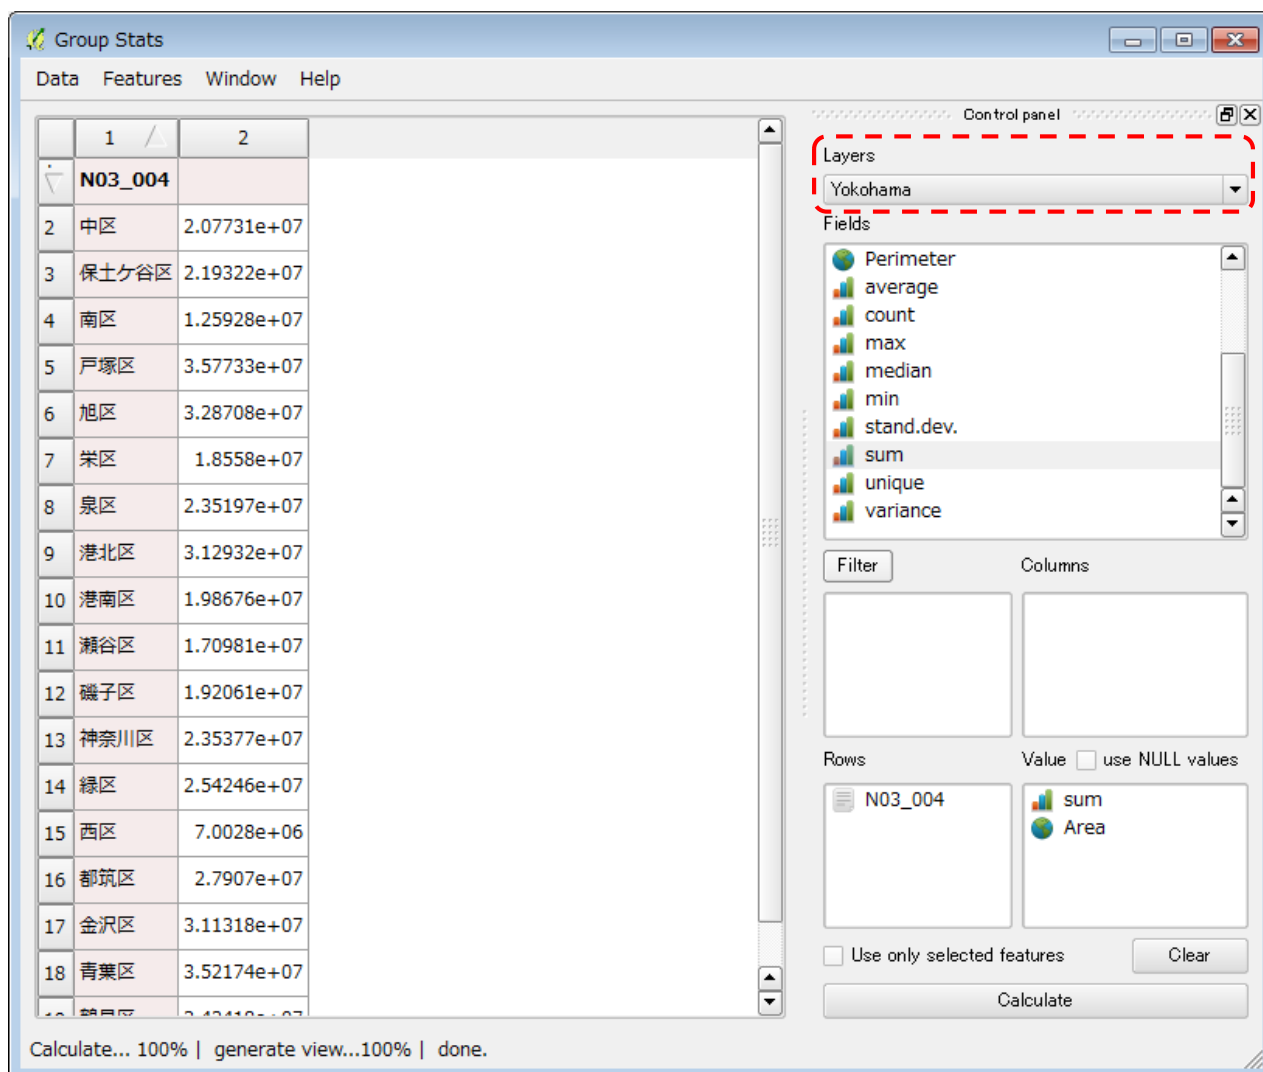 Group Stats
Data Features Window Help
1 2
N03_004
2 中区 2.07731e+07
3 保土ケ谷区 2.19322e+07
4 南区 1.25928e+07
5 戸塚区 3.57733e+07
6 旭区 3.28708e+07
7 栄区 1.8558e+07
8 泉区 2.35197e+07
9 港北区 3.12932e+07
10 港南区 1.98676e+07
11 瀬谷区 1.70981e+07
12 磯子区 1.92061e+07
13 神奈川区 2.35377e+07
14 緑区 2.54246e+07
15 西区 7.0028e+06
16 都筑区 2.7907e+07
17 金沢区 3.11318e+07
18 青葉区 3.52174e+07
Calculate... 100% | generate view...100% | done.
Control panel
Layers
Yokohama
Fields
Perimeter
average
count
max
median
min
stand.dev.
sum
unique
variance
Filter Columns
Rows Value use NULL values
N03_004 sum
Area
Use only selected features Clear
Calculate